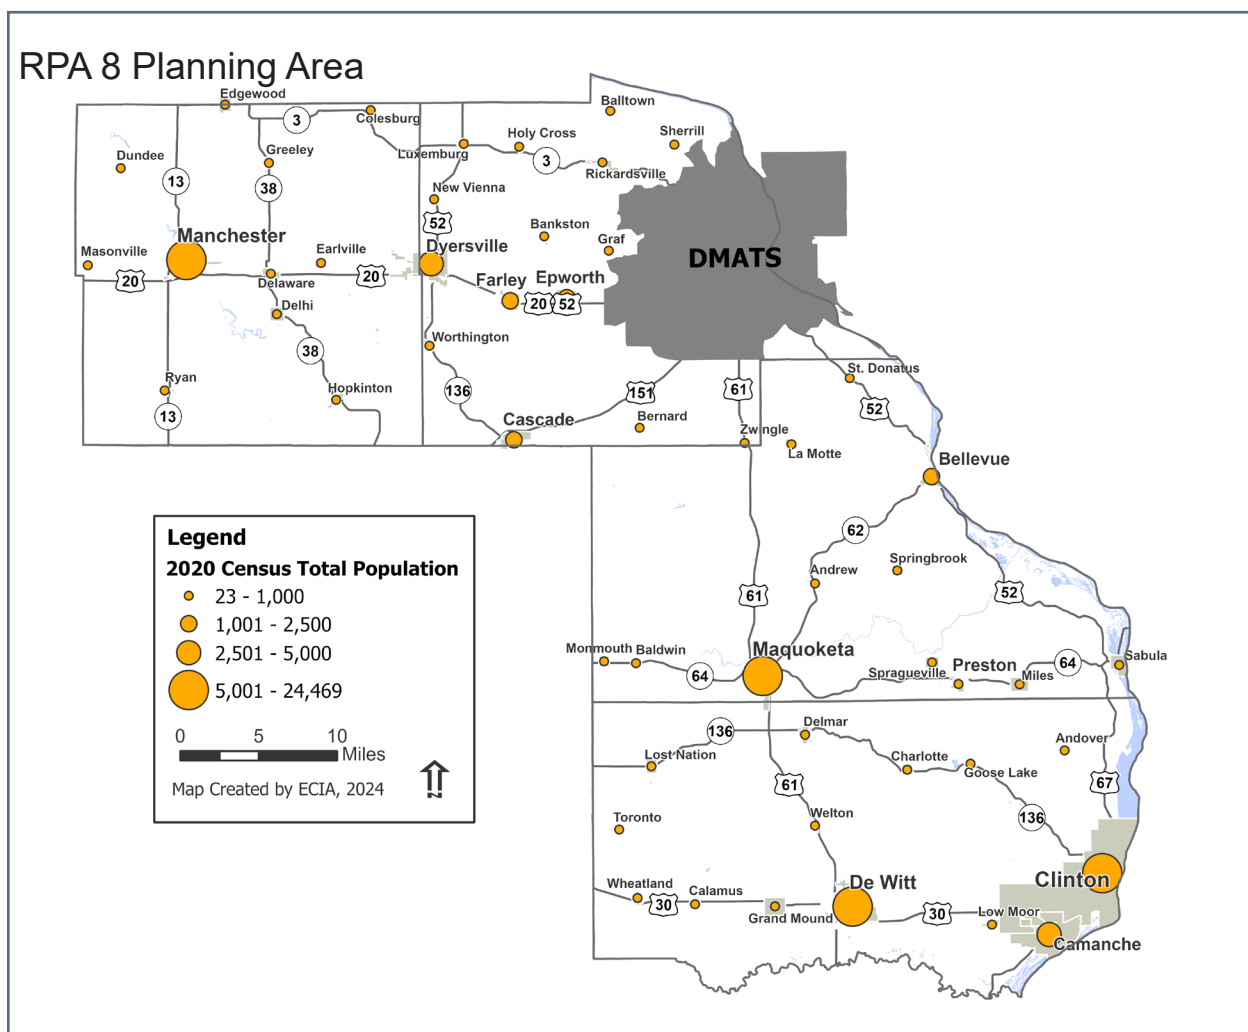 RPA 8 Planning Area
Edgewood
Balltown
3
Colesburg
Sherrill
Holy Cross
Luxemburg
3
Dundee
Greeley
Rickardsville
13
38
New Vienna
52
Bankston
Manchester
Graf
Dyersville
Masonville
Earlville
DMATS
20
Delaware
20
Farley
Epworth
20
52
Delhi
Worthington
38
136
Ryan
Hopkinton
151
61
St. Donatus
13
52
Cascade
Bernard
Zwingle
La Motte
Bellevue
62
Springbrook
Andrew
61
52
Monmouth
Baldwin
Maquoketa
64
Spragueville
Preston
Miles
64
Sabula
Legend
2020 Census Total Population
23 - 1,000
1,001 - 2,500
2,501 - 5,000
5,001 - 24,469
0
5
10
Miles
Map Created by ECIA, 2024
N
136
Delmar
Lost Nation
Charlotte
Goose Lake
Andover
61
67
Toronto
Welton
136
Wheatland
Calamus
30
Grand Mound
De Witt
30
Low Moor
Clinton
Camanche